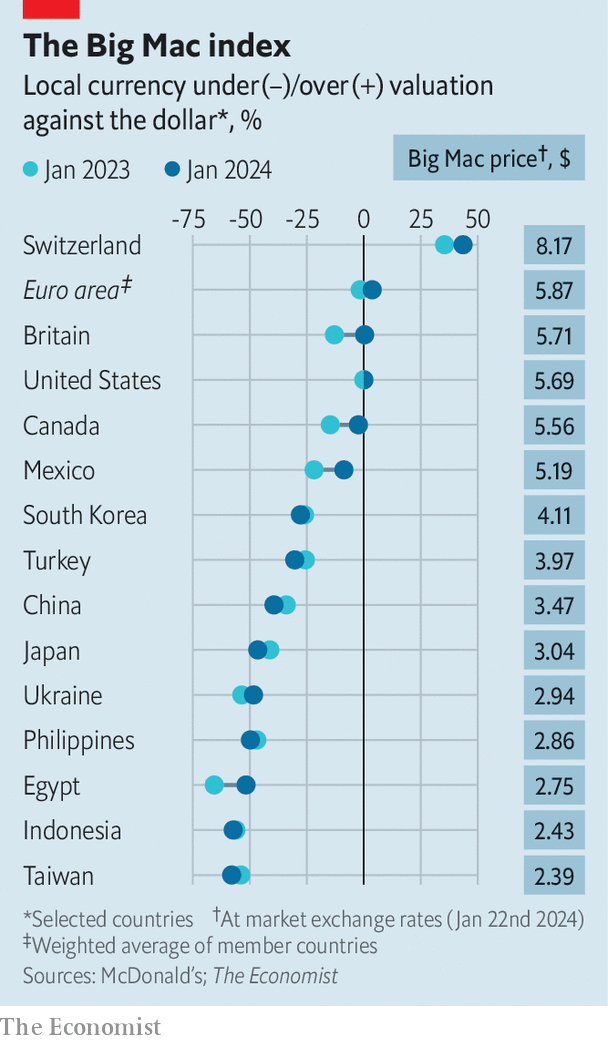 The Big Mac index
Local currency under(–)/over(+) valuation
against the dollar*, %
Jan 2023 Jan 2024
Big Mac price†, $
-75 -50 -25 0 25 50
Switzerland 8.17
Euro area‡ 5.87
Britain 5.71
United States 5.69
Canada 5.56
Mexico 5.19
South Korea 4.11
Turkey 3.97
China 3.47
Japan 3.04
Ukraine 2.94
Philippines 2.86
Egypt 2.75
Indonesia 2.43
Taiwan 2.39
*Selected countries †At market exchange rates (Jan 22nd 2024)
‡Weighted average of member countries
Sources: McDonald’s; The Economist
The Economist